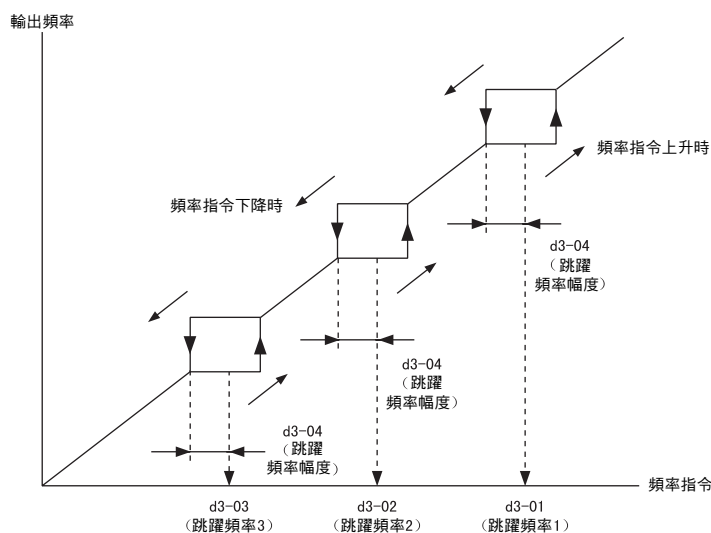 輸出頻率
頻率指令上升時
頻率指令下降時
d3-04
（跳躍
頻率幅度）
d3-04
（跳躍
頻率幅度）
d3-04
（跳躍
頻率幅度）
頻率指令
d3-03
（跳躍頻率3）
d3-02
（跳躍頻率2）
d3-01
（跳躍頻率1）